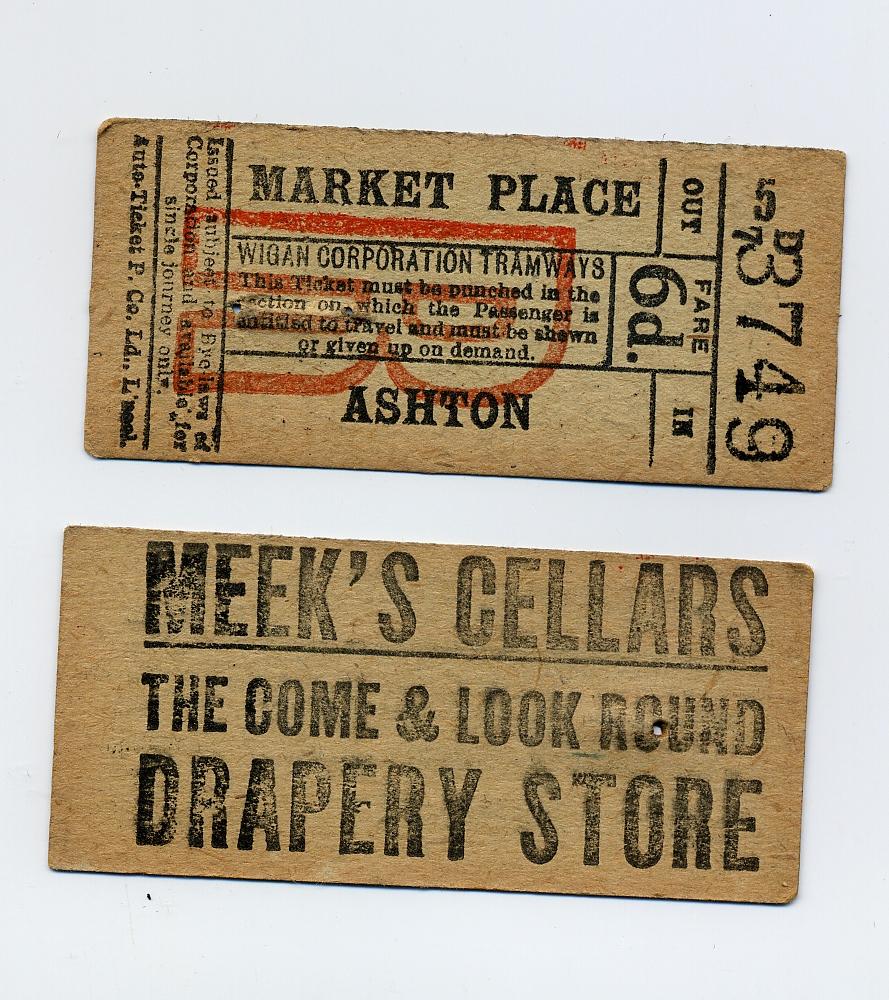 MARKET PLACE
OUT
WIGAN CORPORATION TRAMWAYS
This Ticket must be punched in the
section on which the Passenger is
entitled to travel and must be shewn
or given up on demand.
FARE
6d.
ASHTON
IN
3749
Issued subject to Bye-laws of
Corporation and available for
single journey only.
Auto-Ticket P. Co. Ld. L'pool.
MEEK'S CELLARS
THE COME & LOOK ROUND
DRAPERY STORE